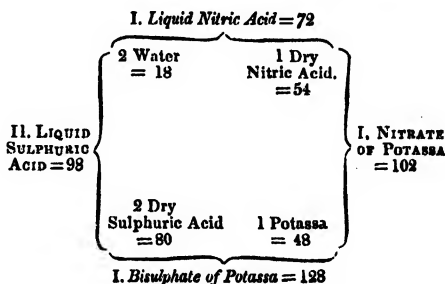 I. Liquid Nitric Acid = 72
2 Water
= 18
1 Dry
Nitric Acid.
= 54
II. LIQUID
SULPHURIC
ACID = 98
I. NITRATE
OF POTASSA
= 102
2 Dry
Sulphuric Acid
= 80
1 Potassa
= 48
I. Bisulphate of Potassa = 128